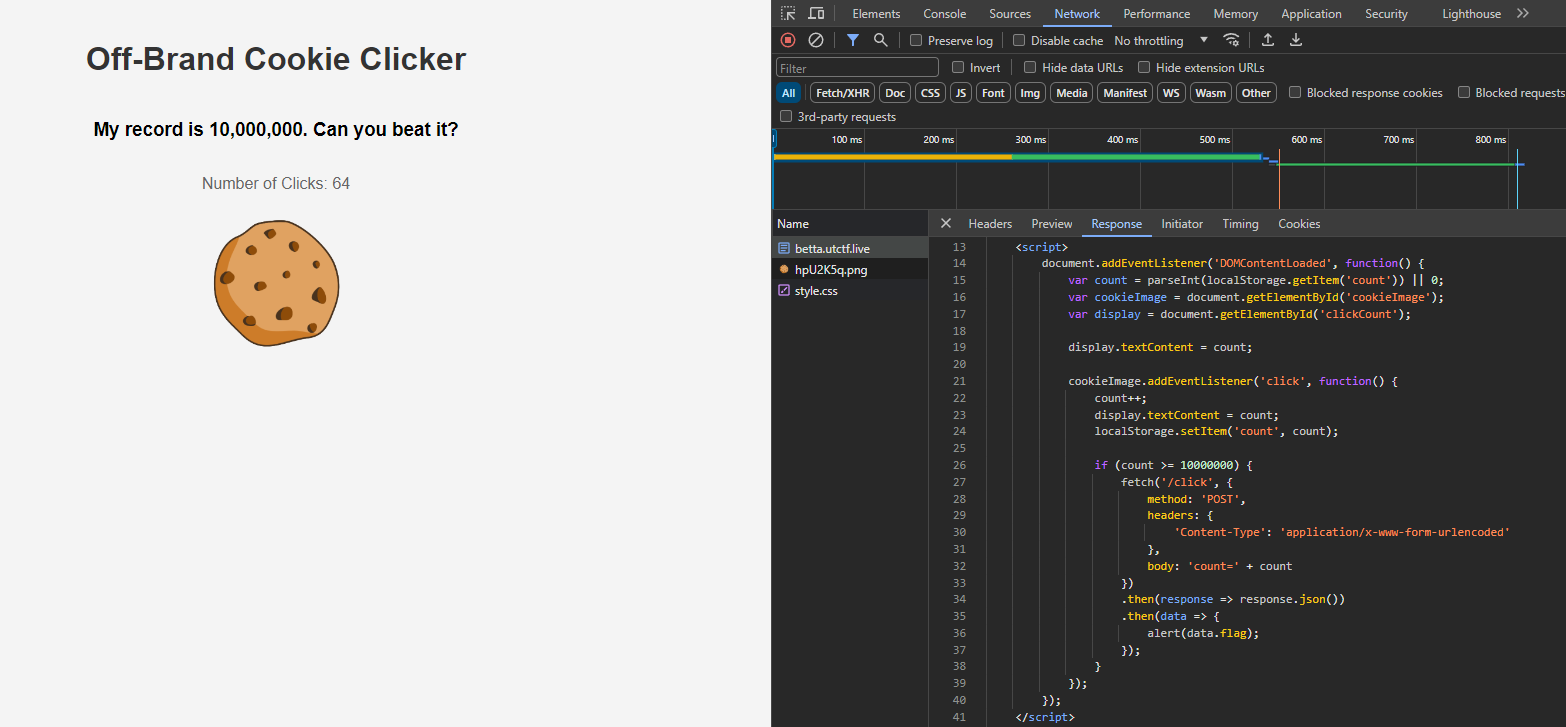 Off-Brand Cookie Clicker
My record is 10,000,000. Can you beat it?
Number of Clicks: 64
Elements Console Sources Network Performance Memory Application Security Lighthouse
Preserve log Disable cache No throttling
Filter Invert Hide data URLs Hide extension URLs
All Fetch/XHR Doc CSS JS Font Img Media Manifest WS Wasm Other Blocked response cookies Blocked requests
3rd-party requests
100 ms 200 ms 300 ms 400 ms 500 ms 600 ms 700 ms 800 ms
Name Headers Preview Response Initiator Timing Cookies
betta.utctf.live
hpU2K5q.png
style.css
13 <script>
14 document.addEventListener('DOMContentLoaded', function() {
15 var count = parseInt(localStorage.getItem('count')) || 0;
16 var cookieImage = document.getElementById('cookieImage');
17 var display = document.getElementById('clickCount');
18
19 display.textContent = count;
20
21 cookieImage.addEventListener('click', function() {
22 count++;
23 display.textContent = count;
24 localStorage.setItem('count', count);
25
26 if (count >= 10000000) {
27 fetch('/click', {
28 method: 'POST',
29 headers: {
30 'Content-Type': 'application/x-www-form-urlencoded'
31 },
32 body: 'count=' + count
33 })
34 .then(response => response.json())
35 .then(data => {
36 alert(data.flag);
37 });
38 }
39 });
40 });
41 </script>